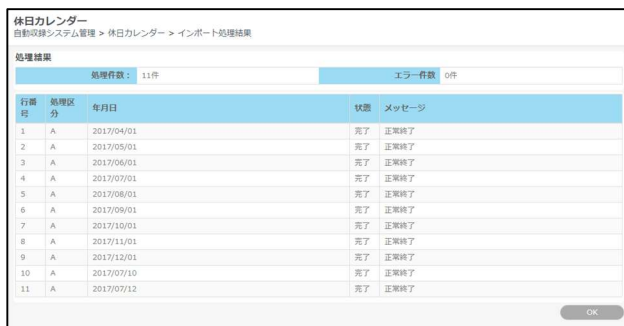 休日カレンダー
自動収録システム管理 > 休日カレンダー > インポート処理結果
処理結果
処理件数： 11件 エラー件数 0件
行番号 処理区分 年月日 状態 メッセージ
1 A 2017/04/01 完了 正常終了
2 A 2017/05/01 完了 正常終了
3 A 2017/06/01 完了 正常終了
4 A 2017/07/01 完了 正常終了
5 A 2017/08/01 完了 正常終了
6 A 2017/09/01 完了 正常終了
7 A 2017/10/01 完了 正常終了
8 A 2017/11/01 完了 正常終了
9 A 2017/12/01 完了 正常終了
10 A 2017/07/10 完了 正常終了
11 A 2017/07/12 完了 正常終了
OK